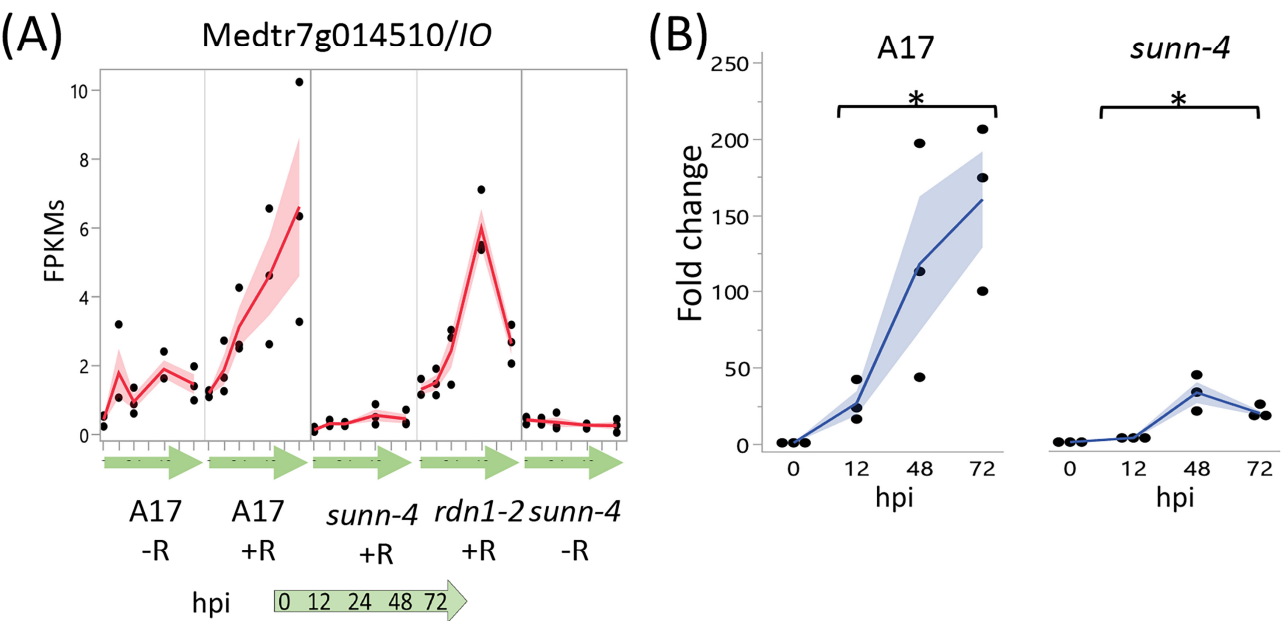 (A)
Medtr7g014510/IO
FPKMs
10
8
6
4
2
0
A17 A17 sunn-4 rdn1-2 sunn-4
-R +R +R +R -R
hpi 0 12 24 48 72
(B)
A17 sunn-4
* *
Fold change
250
200
150
100
50
0
0 12 48 72 0 12 48 72
hpi hpi